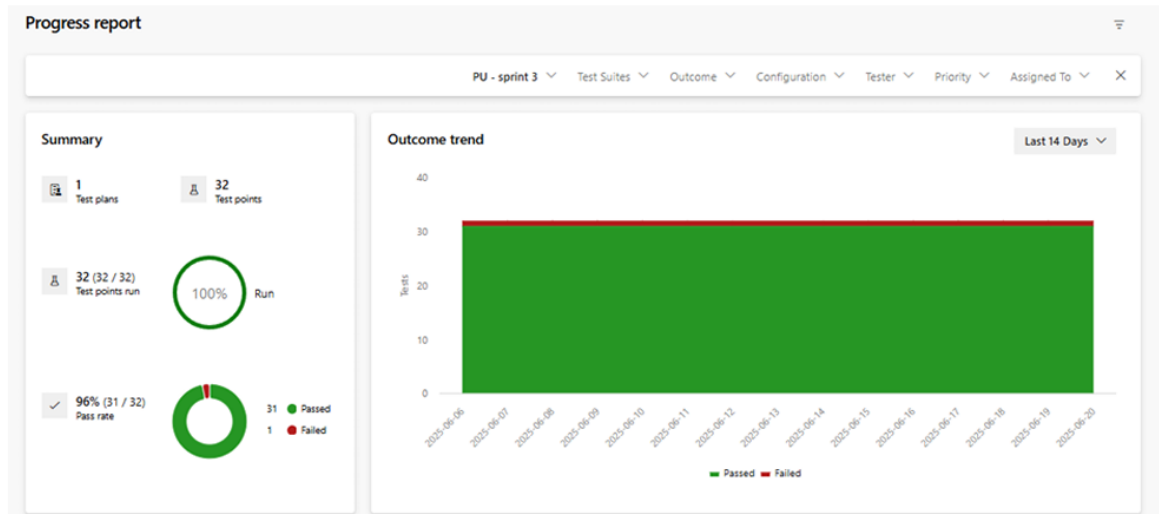 Progress report
PU - sprint 3 Test Suites Outcome Configuration Tester Priority Assigned To
Summary
1
Test plans
32
Test points
32 (32 / 32)
Test points run
100%
Run
96% (31 / 32)
Pass rate
31 Passed
1 Failed
Outcome trend
Last 14 Days
40
30
20
10
0
Tests
2025-06-06
2025-06-07
2025-06-08
2025-06-09
2025-06-10
2025-06-11
2025-06-12
2025-06-13
2025-06-14
2025-06-15
2025-06-16
2025-06-17
2025-06-18
2025-06-19
2025-06-20
Passed Failed